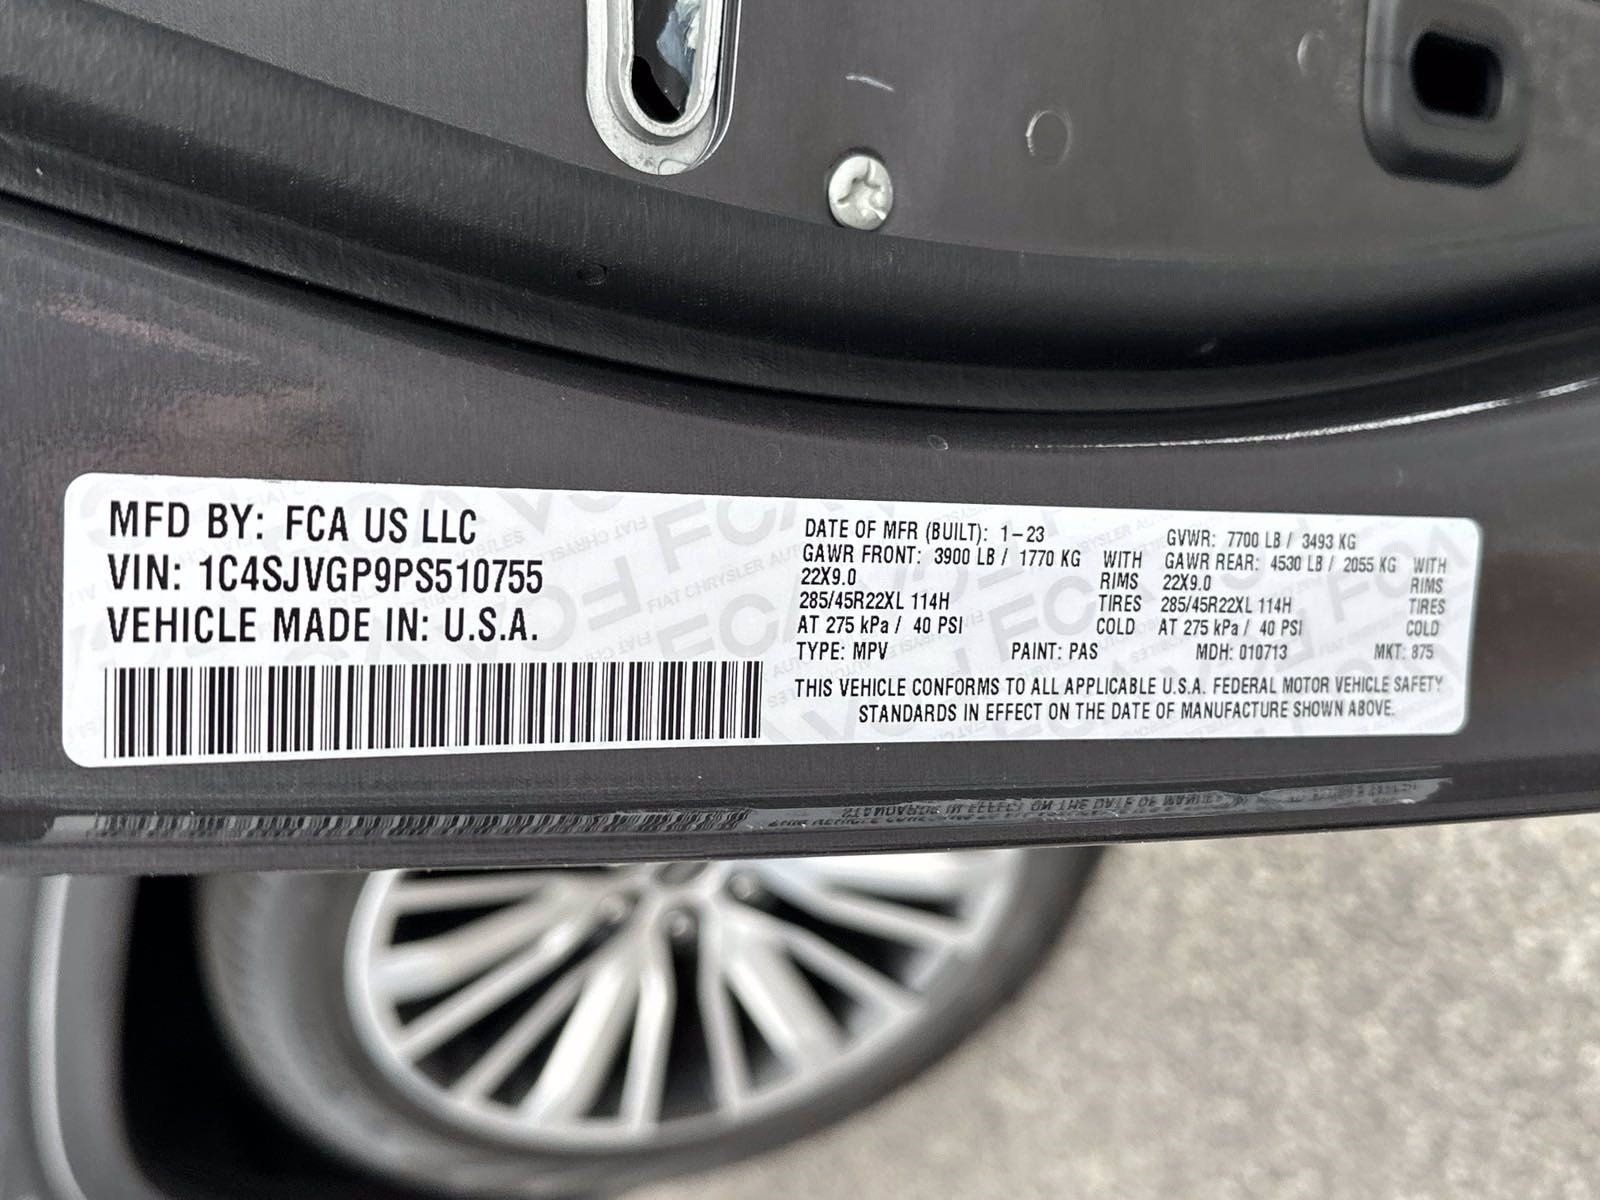 MFD BY: FCA US LLC
VIN: 1C4SJVGP9PS510755
VEHICLE MADE IN: U.S.A.
DATE OF MFR (BUILT): 1-23 GVWR: 7700 LB / 3493 KG
GAWR FRONT: 3900 LB / 1770 KG WITH GAWR REAR: 4530 LB / 2055 KG WITH
22X9.0 RIMS 22X9.0 RIMS
285/45R22XL 114H TIRES 285/45R22XL 114H TIRES
AT 275 kPa / 40 PSI COLD AT 275 kPa / 40 PSI COLD
TYPE: MPV PAINT: PAS MDH: 010713 MKT: 875
THIS VEHICLE CONFORMS TO ALL APPLICABLE U.S.A. FEDERAL MOTOR VEHICLE SAFETY
STANDARDS IN EFFECT ON THE DATE OF MANUFACTURE SHOWN ABOVE.